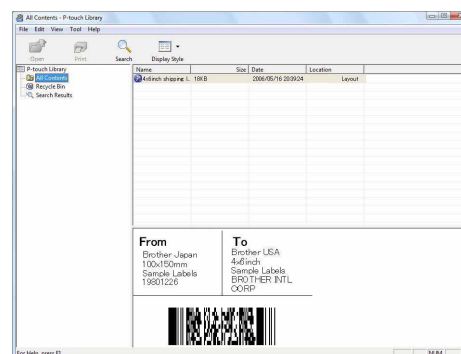 All Contents - P-touch Library
File Edit View Tool Help
Open Print Search Display Style
P-touch Library
All Contents
Recycle Bin
Search Results
Name Size Date Location
4x6inch shipping l... 18KB 2006/05/16 20:39:24 Layout
From
Brother Japan
100x150mm
Sample Labels
19801226
To
Brother USA
4x6inch
Sample Labels
BROTHER INTL
CORP
For Help, press F1
NUM